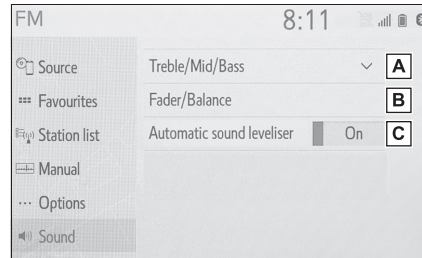 FM
8:11
Source
Favourites
Station list
Manual
Options
Sound
Treble/Mid/Bass
A
Fader/Balance
B
Automatic sound leveliser
On
C